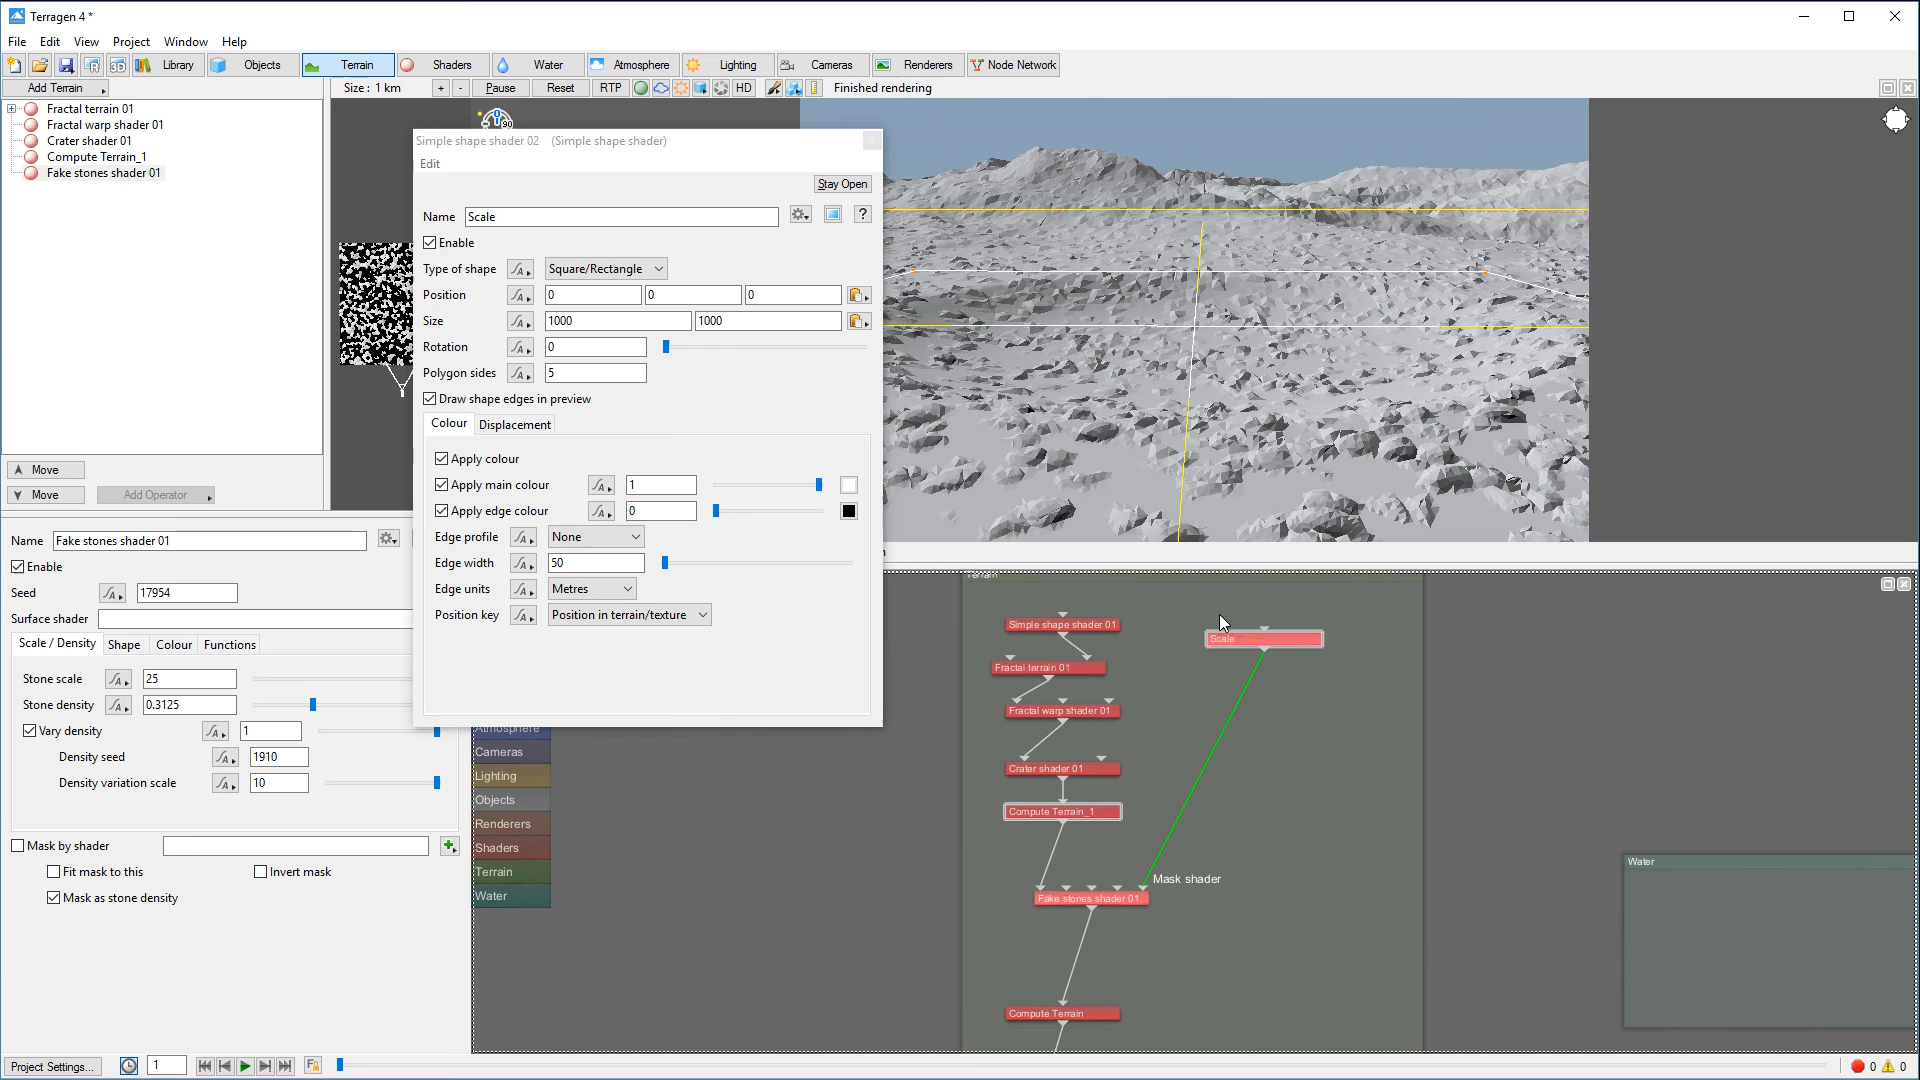 Terragen 4 *
File Edit View Project Window Help
Library Objects Terrain Shaders Water Atmosphere Lighting Cameras Renderers Node Network
Add Terrain Size : 1 km + - Pause Reset RTP HD Finished rendering
Fractal terrain 01
Fractal warp shader 01
Crater shader 01
Compute Terrain_1
Fake stones shader 01
Move
Move Add Operator
Name Fake stones shader 01
Enable
Seed 17954
Surface shader
Scale / Density Shape Colour Functions
Stone scale 25
Stone density 0.3125
Vary density 1
Density seed 1910
Density variation scale 10
Mask by shader
Fit mask to this Invert mask
Mask as stone density
Simple shape shader 02 (Simple shape shader)
Edit
Stay Open
Name Scale ?
Enable
Type of shape Square/Rectangle
Position 0 0 0
Size 1000 1000
Rotation 0
Polygon sides 5
Draw shape edges in preview
Colour Displacement
Apply colour
Apply main colour 1
Apply edge colour 0
Edge profile None
Edge width 50
Edge units Metres
Position key Position in terrain/texture
Atmosphere
Cameras
Lighting
Objects
Renderers
Shaders
Terrain
Water
Terrain
Simple shape shader 01
Scale
Fractal terrain 01
Fractal warp shader 01
Crater shader 01
Compute Terrain_1
Mask shader
Fake stones shader 01
Compute Terrain
Water
Project Settings... 1 0 0